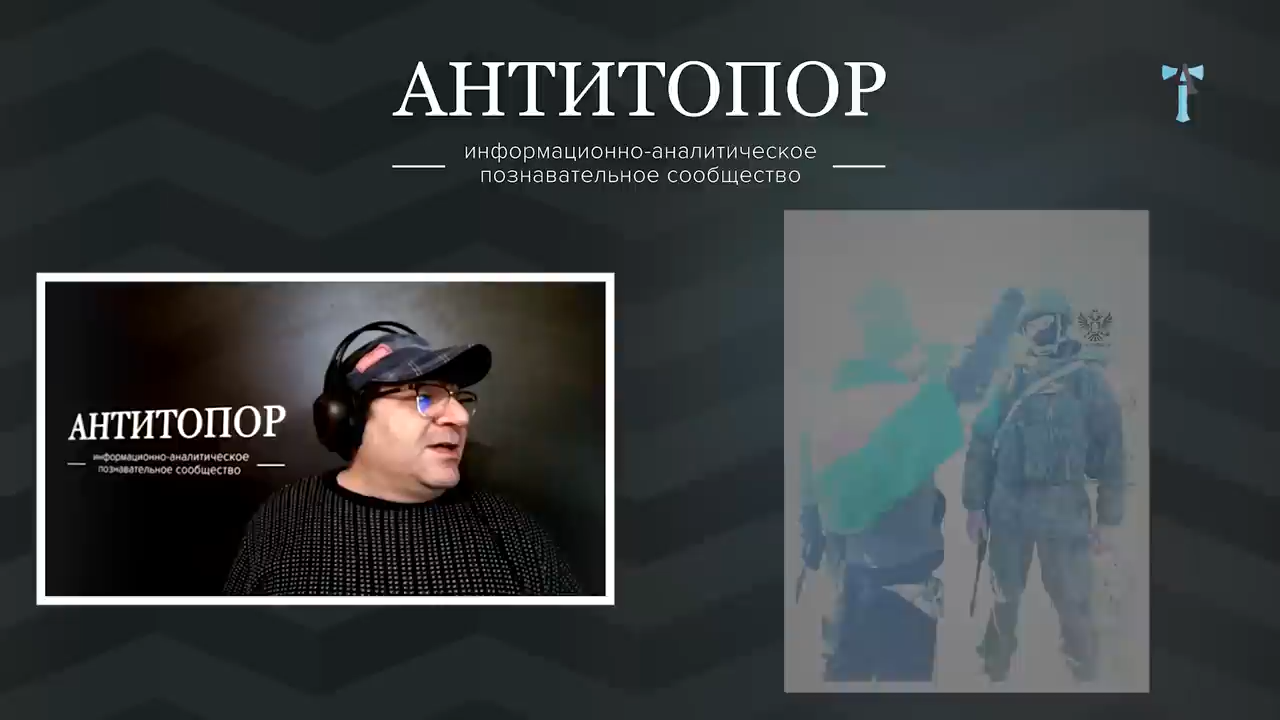 АНТИТОПОР
информационно-аналитическое
познавательное сообщество
АНТИТОПОР
информационно-аналитическое
познавательное сообщество